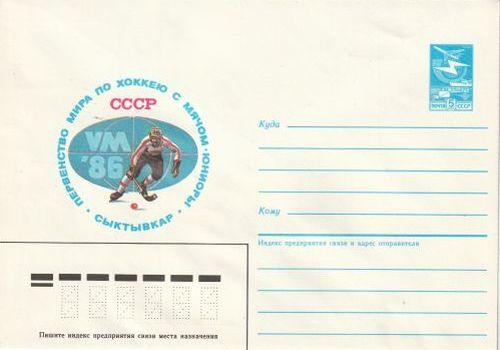 ПЕРВЕНСТВО МИРА ПО ХОККЕЮ С МЯЧОМ · ЮНИОРЫ ·
СССР
VM
'86
СЫКТЫВКАР
ПОЧТА 5 СССР
Куда
Кому
Индекс предприятия связи и адрес отправителя
Пишите индекс предприятия связи места назначения